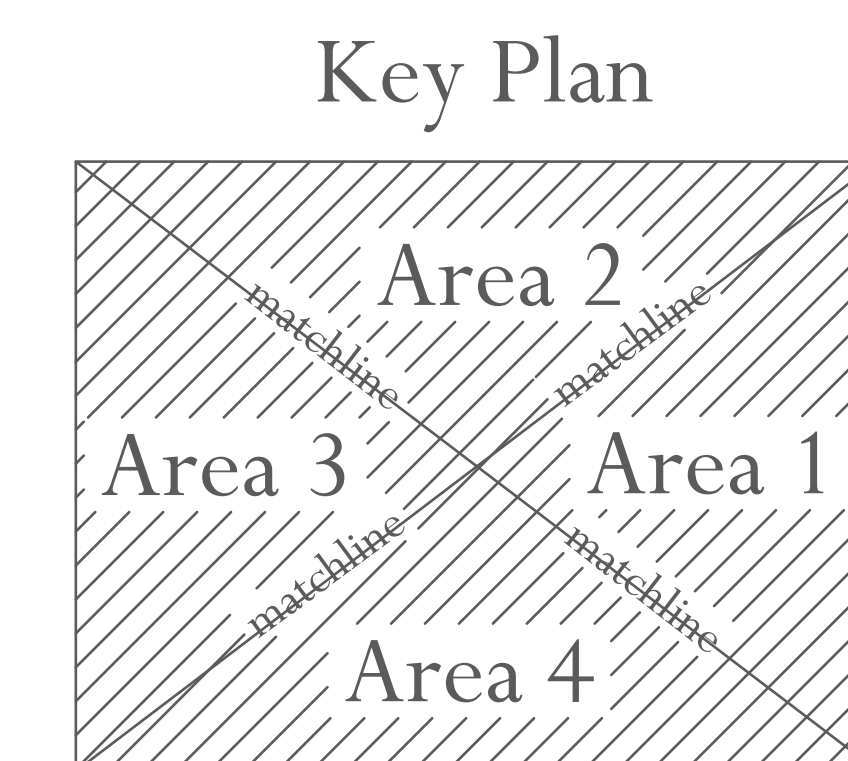 Key Plan
Area 2
matchline
matchline
Area 3
Area 1
matchline
matchline
Area 4